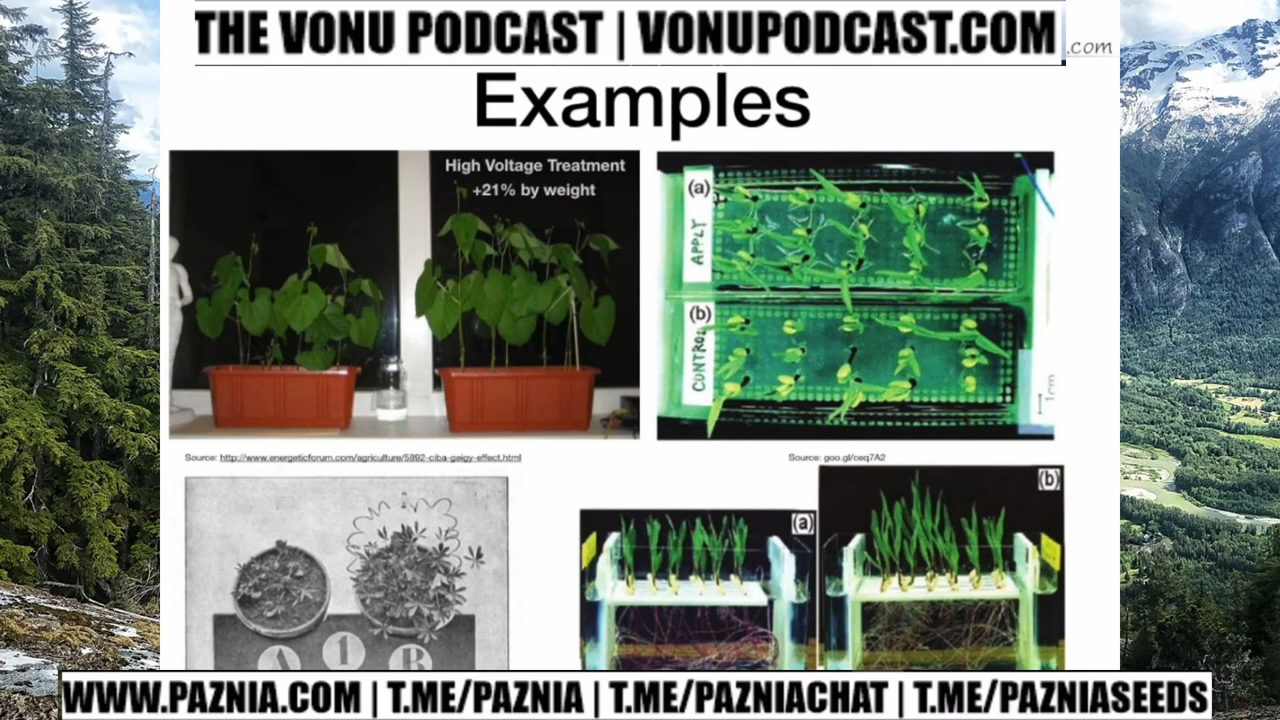 THE VONU PODCAST | VONUPODCAST.COM
.com
Examples
High Voltage Treatment
+21% by weight
(a)
APPLY
(b)
CONTROL
1cm
Source: http://www.energeticforum.com/agriculture/5892-ciba-geigy-effect.html
Source: goo.gl/ceq7A2
(a)
(b)
A 1 B
WWW.PAZNIA.COM | T.ME/PAZNIA | T.ME/PAZNIACHAT | T.ME/PAZNIASEEDS